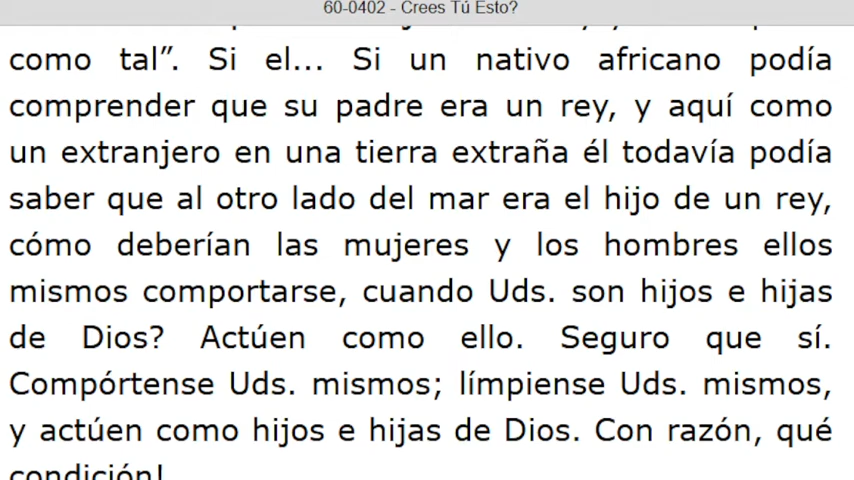 60-0402 - Crees Tú Esto?
como tal”. Si el... Si un nativo africano podía
comprender que su padre era un rey, y aquí como
un extranjero en una tierra extraña él todavía podía
saber que al otro lado del mar era el hijo de un rey,
cómo deberían las mujeres y los hombres ellos
mismos comportarse, cuando Uds. son hijos e hijas
de Dios? Actúen como ello. Seguro que sí.
Compórtense Uds. mismos; límpiense Uds. mismos,
y actúen como hijos e hijas de Dios. Con razón, qué
condición!